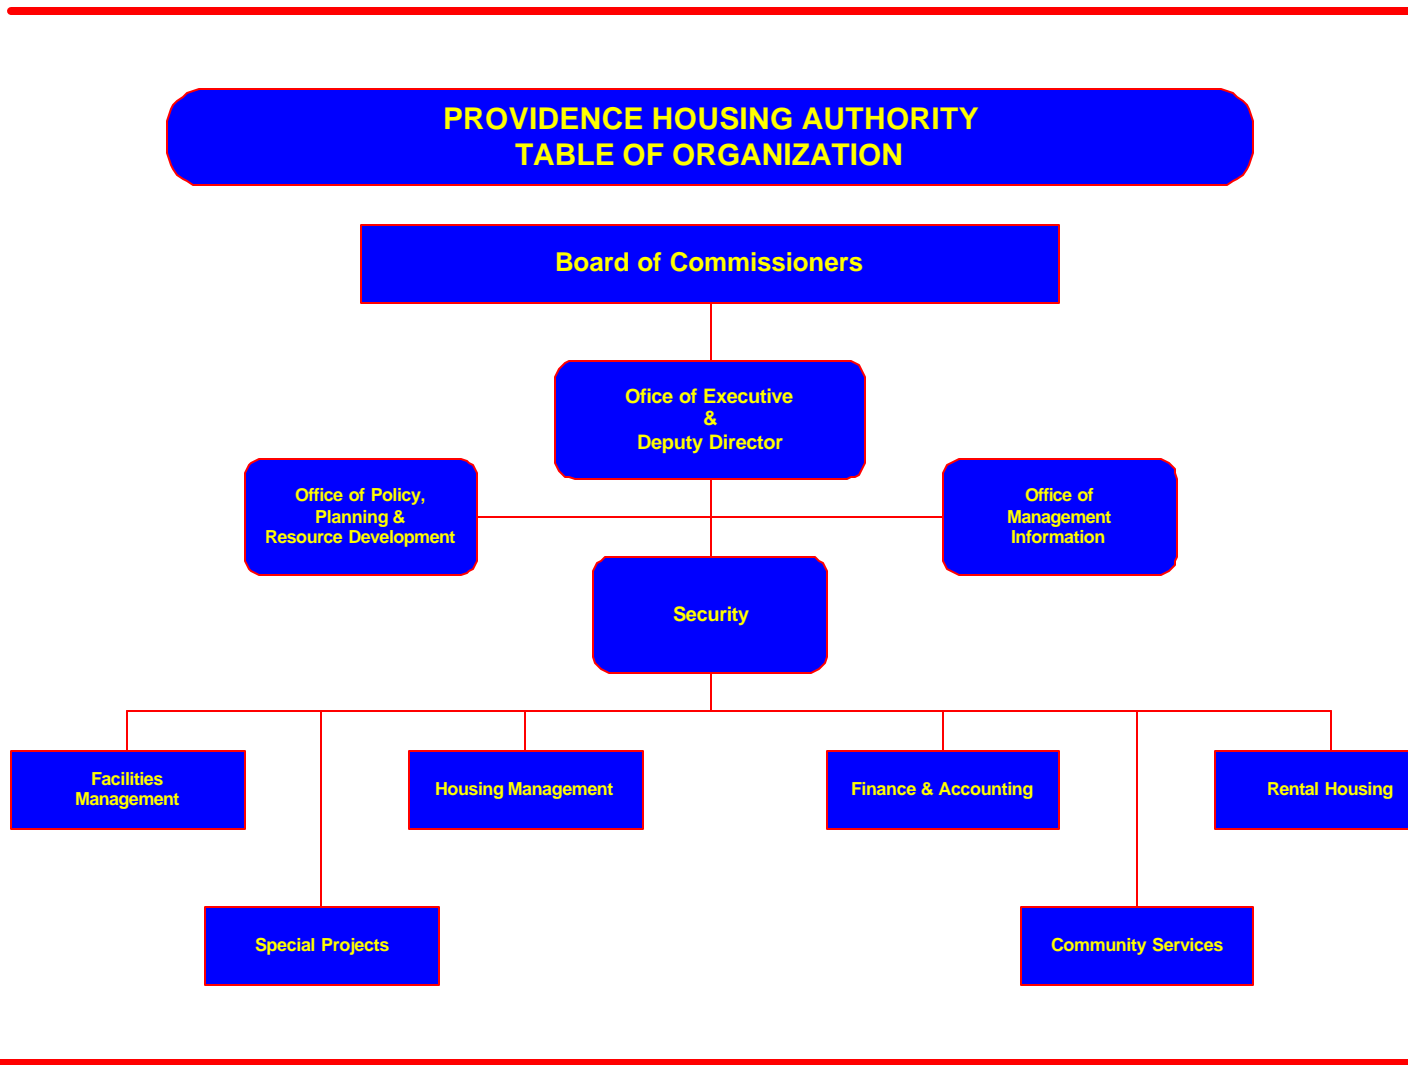 PROVIDENCE HOUSING AUTHORITY
TABLE OF ORGANIZATION
Board of Commissioners
Ofice of Executive
&
Deputy Director
Office of Policy,
Planning &
Resource Development
Office of
Management
Information
Security
Facilities
Management
Housing Management
Finance & Accounting
Rental Housing
Special Projects
Community Services